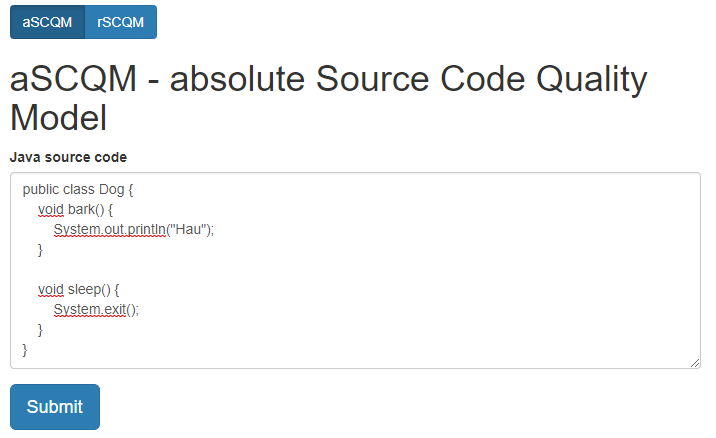 aSCQM rSCQM
aSCQM - absolute Source Code Quality
Model
Java source code
public class Dog {
    void bark() {
        System.out.println("Hau");
    }

    void sleep() {
        System.exit();
    }
}
Submit